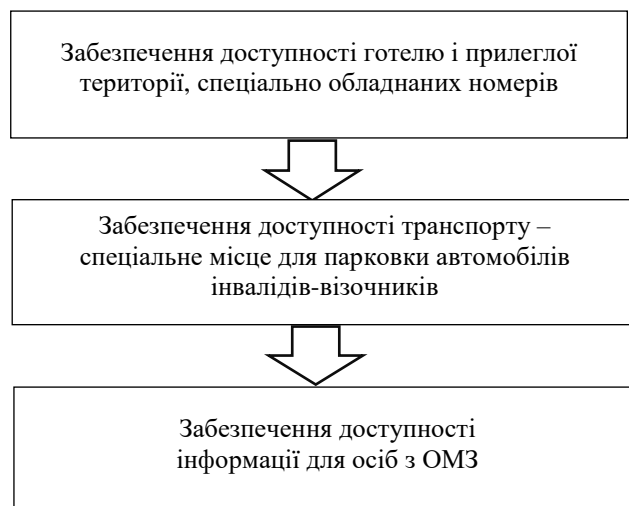 Забезпечення доступності готелю і прилеглої
території, спеціально обладнаних номерів
Забезпечення доступності транспорту –
спеціальне місце для парковки автомобілів
інвалідів-візочників
Забезпечення доступності
інформації для осіб з ОМЗ